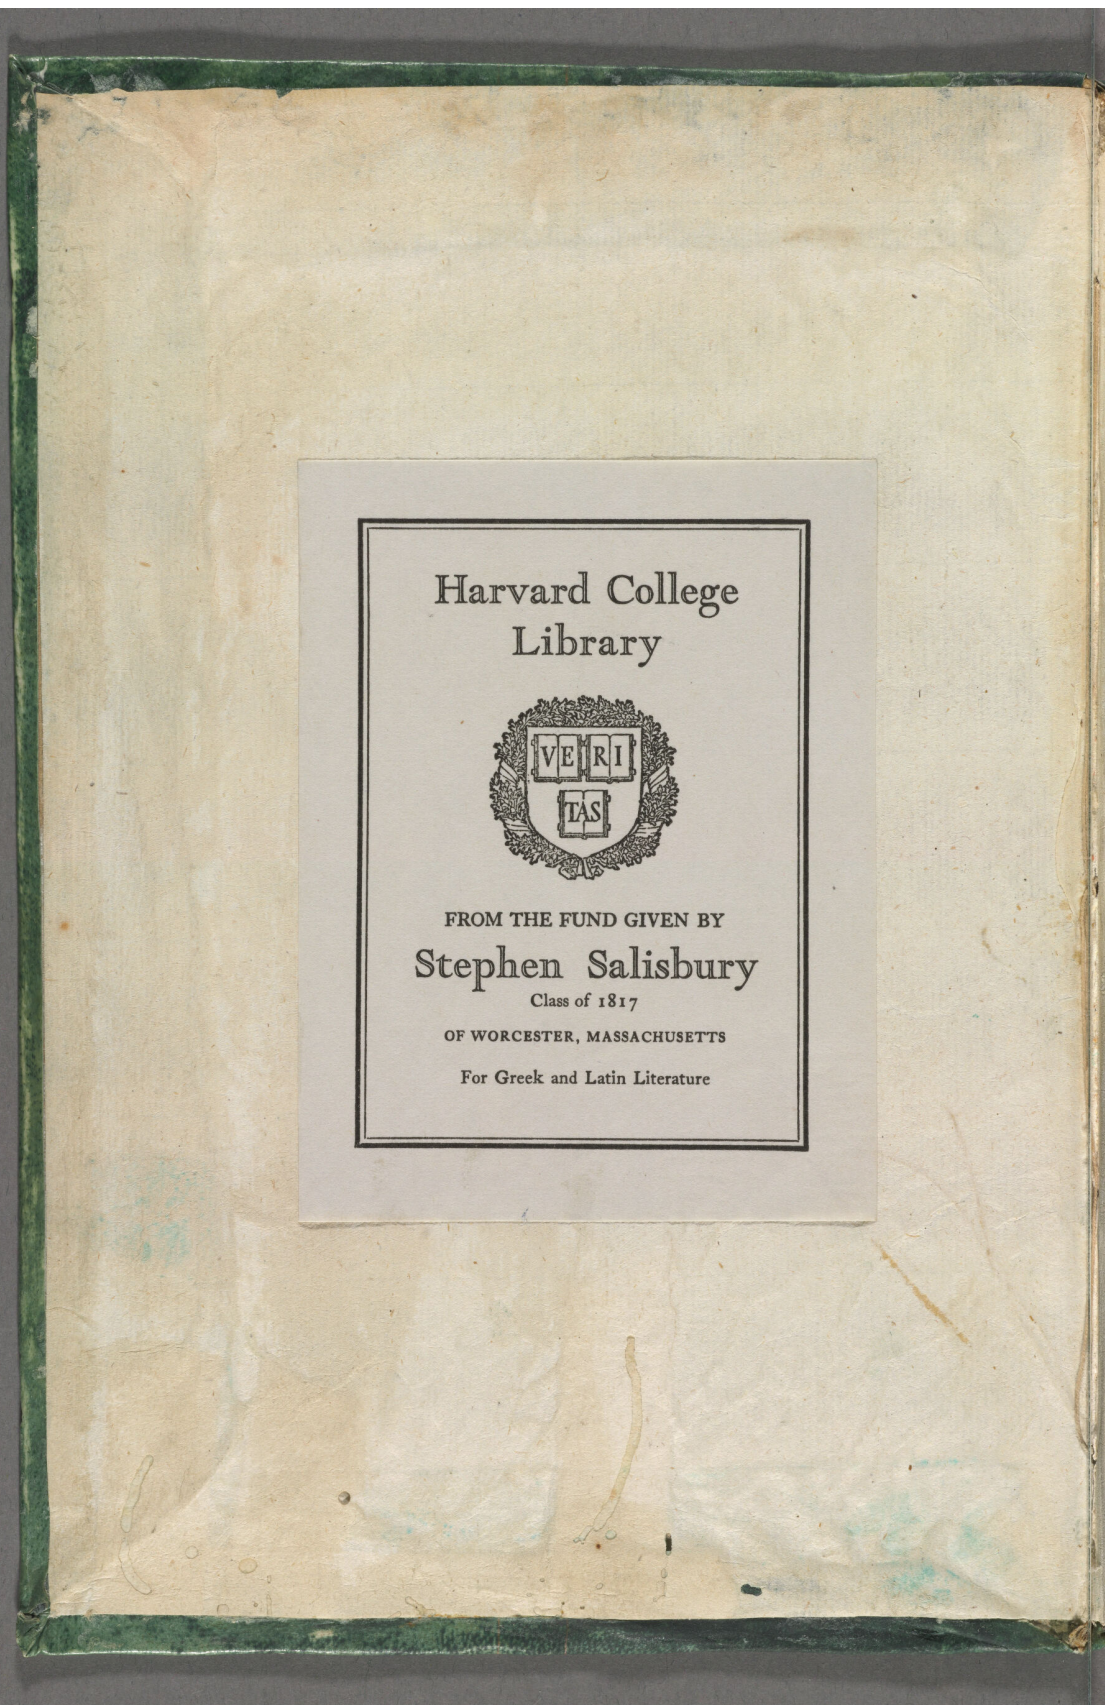 Harvard College
Library
VE RI
TAS
FROM THE FUND GIVEN BY
Stephen Salisbury
Class of 1817
OF WORCESTER, MASSACHUSETTS
For Greek and Latin Literature